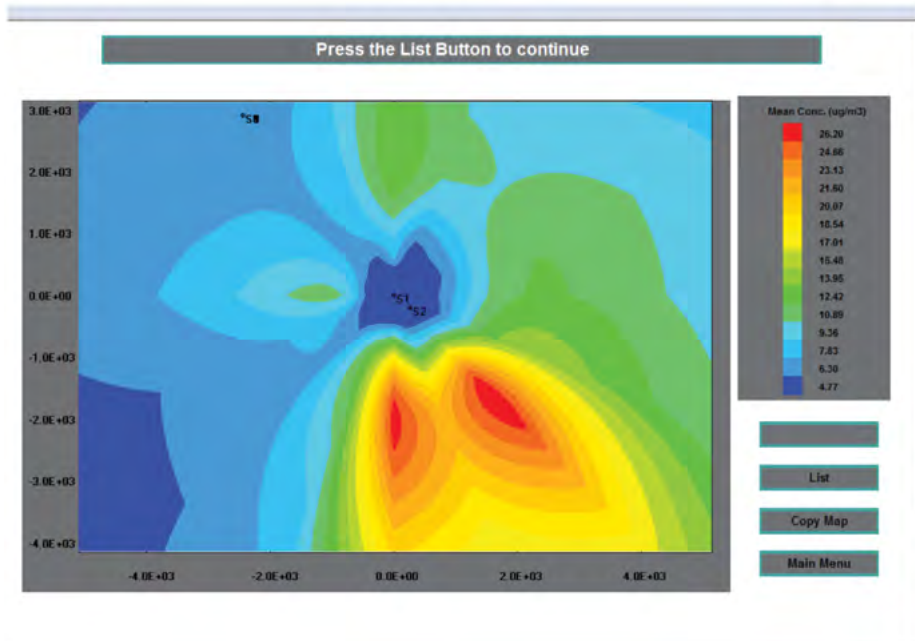 Press the List Button to continue
3.0E+03
2.0E+03
1.0E+03
0.0E+00
-1.0E+03
-2.0E+03
-3.0E+03
-4.0E+03
-4.0E+03 -2.0E+03 0.0E+00 2.0E+03 4.0E+03
*S1
*S2
Mean Conc. (ug/m3)
26.20
24.66
23.13
21.60
20.07
18.54
17.01
15.48
13.95
12.42
10.89
9.36
7.83
6.30
4.77
List
Copy Map
Main Menu